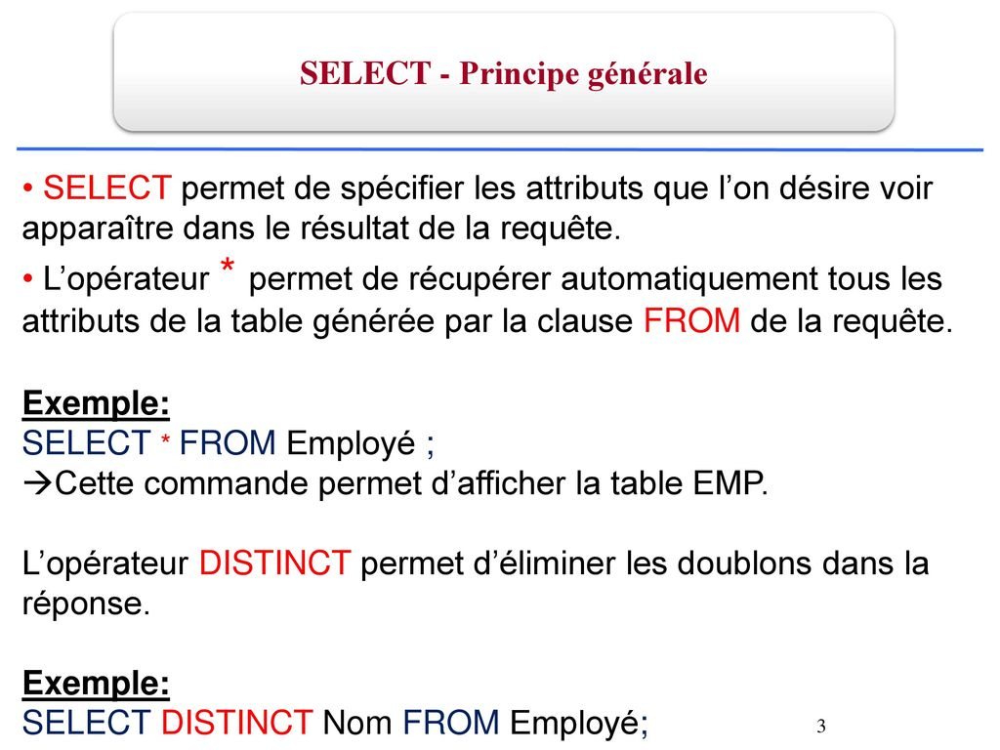 SELECT - Principe générale
• SELECT permet de spécifier les attributs que l’on désire voir
apparaître dans le résultat de la requête.
• L’opérateur * permet de récupérer automatiquement tous les
attributs de la table générée par la clause FROM de la requête.
Exemple:
SELECT * FROM Employé ;
→Cette commande permet d’afficher la table EMP.
L’opérateur DISTINCT permet d’éliminer les doublons dans la
réponse.
Exemple:
SELECT DISTINCT Nom FROM Employé;
3